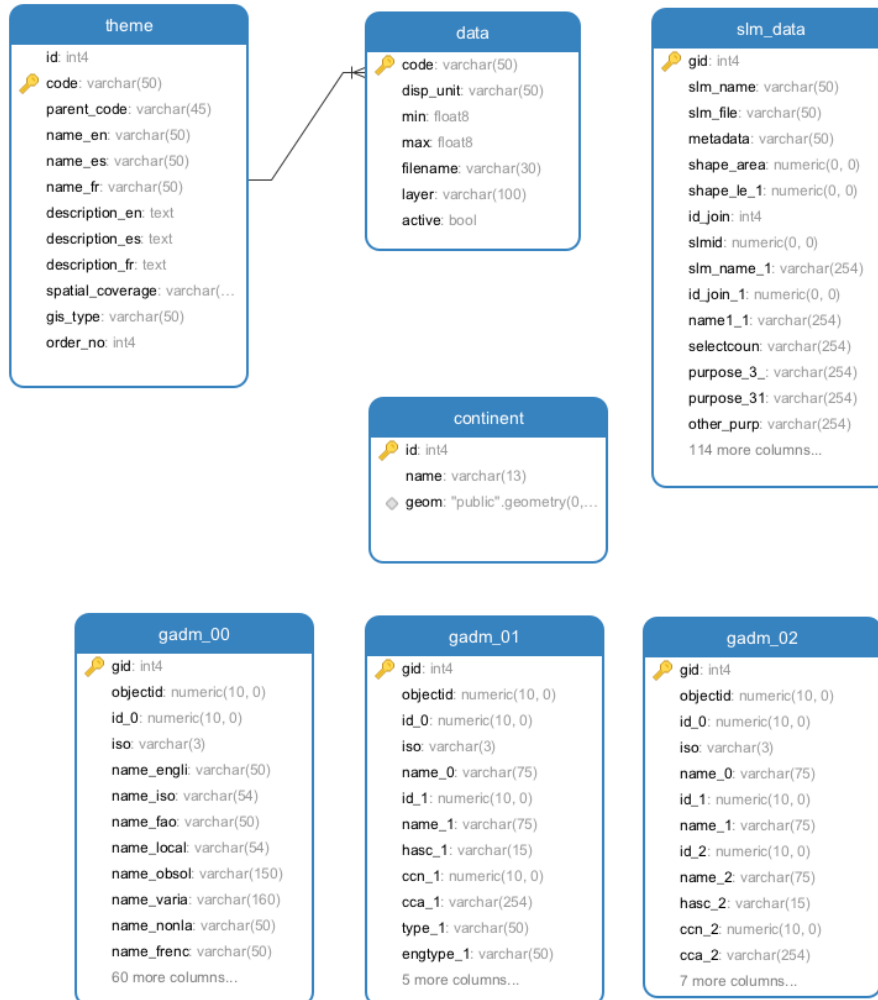 theme
id: int4
code: varchar(50)
parent_code: varchar(45)
name_en: varchar(50)
name_es: varchar(50)
name_fr: varchar(50)
description_en: text
description_es: text
description_fr: text
spatial_coverage: varchar(...
gis_type: varchar(50)
order_no: int4
data
code: varchar(50)
disp_unit: varchar(50)
min: float8
max: float8
filename: varchar(30)
layer: varchar(100)
active: bool
slm_data
gid: int4
slm_name: varchar(50)
slm_file: varchar(50)
metadata: varchar(50)
shape_area: numeric(0, 0)
shape_le_1: numeric(0, 0)
id_join: int4
slmid: numeric(0, 0)
slm_name_1: varchar(254)
id_join_1: numeric(0, 0)
name1_1: varchar(254)
selectcoun: varchar(254)
purpose_3_: varchar(254)
purpose_31: varchar(254)
other_purp: varchar(254)
114 more columns...
continent
id: int4
name: varchar(13)
geom: "public".geometry(0,...
gadm_00
gid: int4
objectid: numeric(10, 0)
id_0: numeric(10, 0)
iso: varchar(3)
name_engli: varchar(50)
name_iso: varchar(54)
name_fao: varchar(50)
name_local: varchar(54)
name_obsol: varchar(150)
name_varia: varchar(160)
name_nonla: varchar(50)
name_frenc: varchar(50)
60 more columns...
gadm_01
gid: int4
objectid: numeric(10, 0)
id_0: numeric(10, 0)
iso: varchar(3)
name_0: varchar(75)
id_1: numeric(10, 0)
name_1: varchar(75)
hasc_1: varchar(15)
ccn_1: numeric(10, 0)
cca_1: varchar(254)
type_1: varchar(50)
engtype_1: varchar(50)
5 more columns...
gadm_02
gid: int4
objectid: numeric(10, 0)
id_0: numeric(10, 0)
iso: varchar(3)
name_0: varchar(75)
id_1: numeric(10, 0)
name_1: varchar(75)
id_2: numeric(10, 0)
name_2: varchar(75)
hasc_2: varchar(15)
ccn_2: numeric(10, 0)
cca_2: varchar(254)
7 more columns...